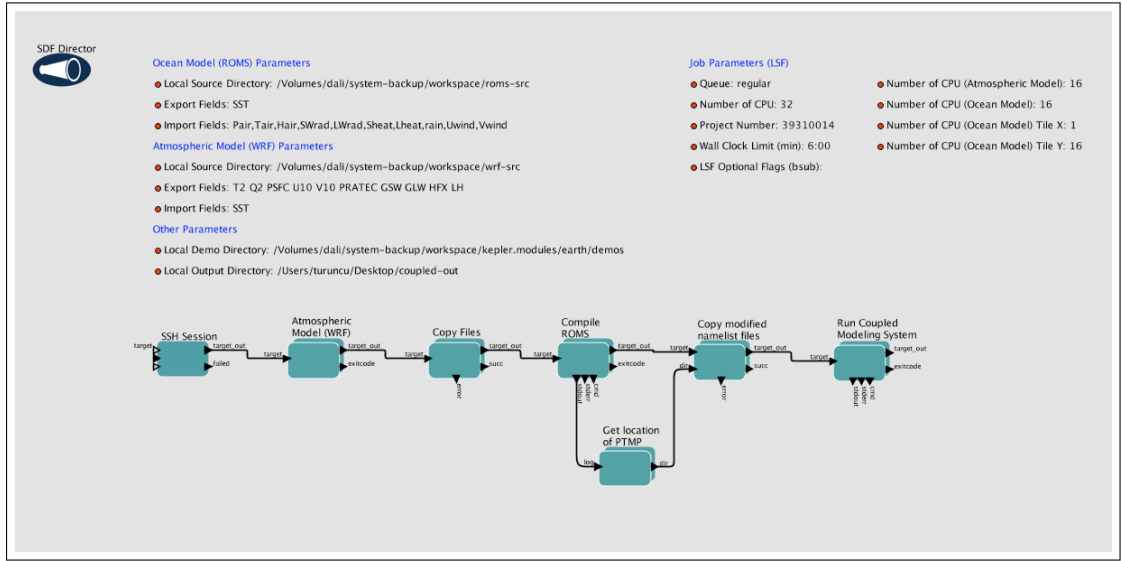 SDF Director
Ocean Model (ROMS) Parameters
Local Source Directory: /Volumes/dali/system-backup/workspace/roms-src
Export Fields: SST
Import Fields: Pair,Tair,Hair,SWrad,LWrad,Sheat,Lheat,rain,Uwind,Vwind
Atmospheric Model (WRF) Parameters
Local Source Directory: /Volumes/dali/system-backup/workspace/wrf-src
Export Fields: T2 Q2 PSFC U10 V10 PRATEC GSW GLW HFX LH
Import Fields: SST
Other Parameters
Local Demo Directory: /Volumes/dali/system-backup/workspace/kepler.modules/earth/demos
Local Output Directory: /Users/turuncu/Desktop/coupled-out
Job Parameters (LSF)
Queue: regular
Number of CPU: 32
Project Number: 39310014
Wall Clock Limit (min): 6:00
LSF Optional Flags (bsub):
Number of CPU (Atmospheric Model): 16
Number of CPU (Ocean Model): 16
Number of CPU (Ocean Model) Tile X: 1
Number of CPU (Ocean Model) Tile Y: 16
SSH Session
target
target_out
failed
Atmospheric
Model (WRF)
target
target_out
exitcode
Copy Files
target
target_out
succ
error
Compile
ROMS
target
target_out
exitcode
stdout
stderr
cmd
Get location
of PTMP
log
dir
Copy modified
namelist files
target
dir
target_out
succ
error
Run Coupled
Modeling System
target
target_out
exitcode
stdout
stderr
cmd